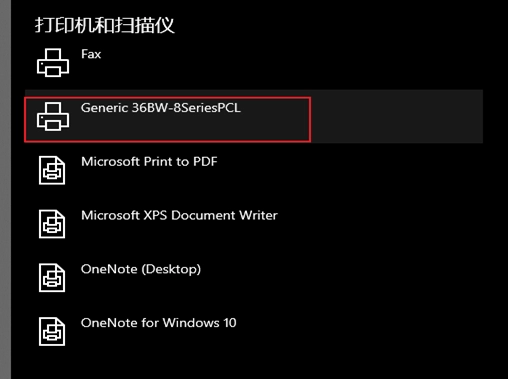 打印机和扫描仪
Fax
Generic 36BW-8SeriesPCL
Microsoft Print to PDF
Microsoft XPS Document Writer
OneNote (Desktop)
OneNote for Windows 10